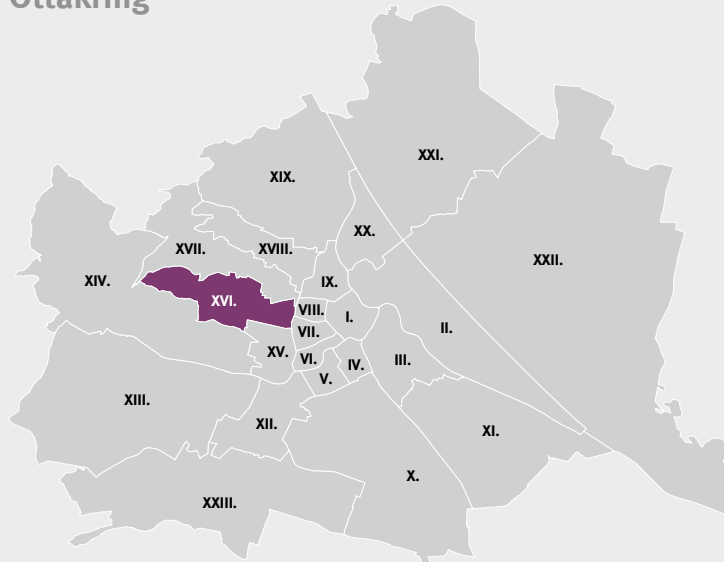 Ottakring
XXI.
XIX.
XX.
XVII.
XVIII.
XXII.
XIV.
IX.
XVI.
VIII.
I.
II.
VII.
XV.
VI.
IV.
III.
V.
XIII.
XII.
XI.
X.
XXIII.